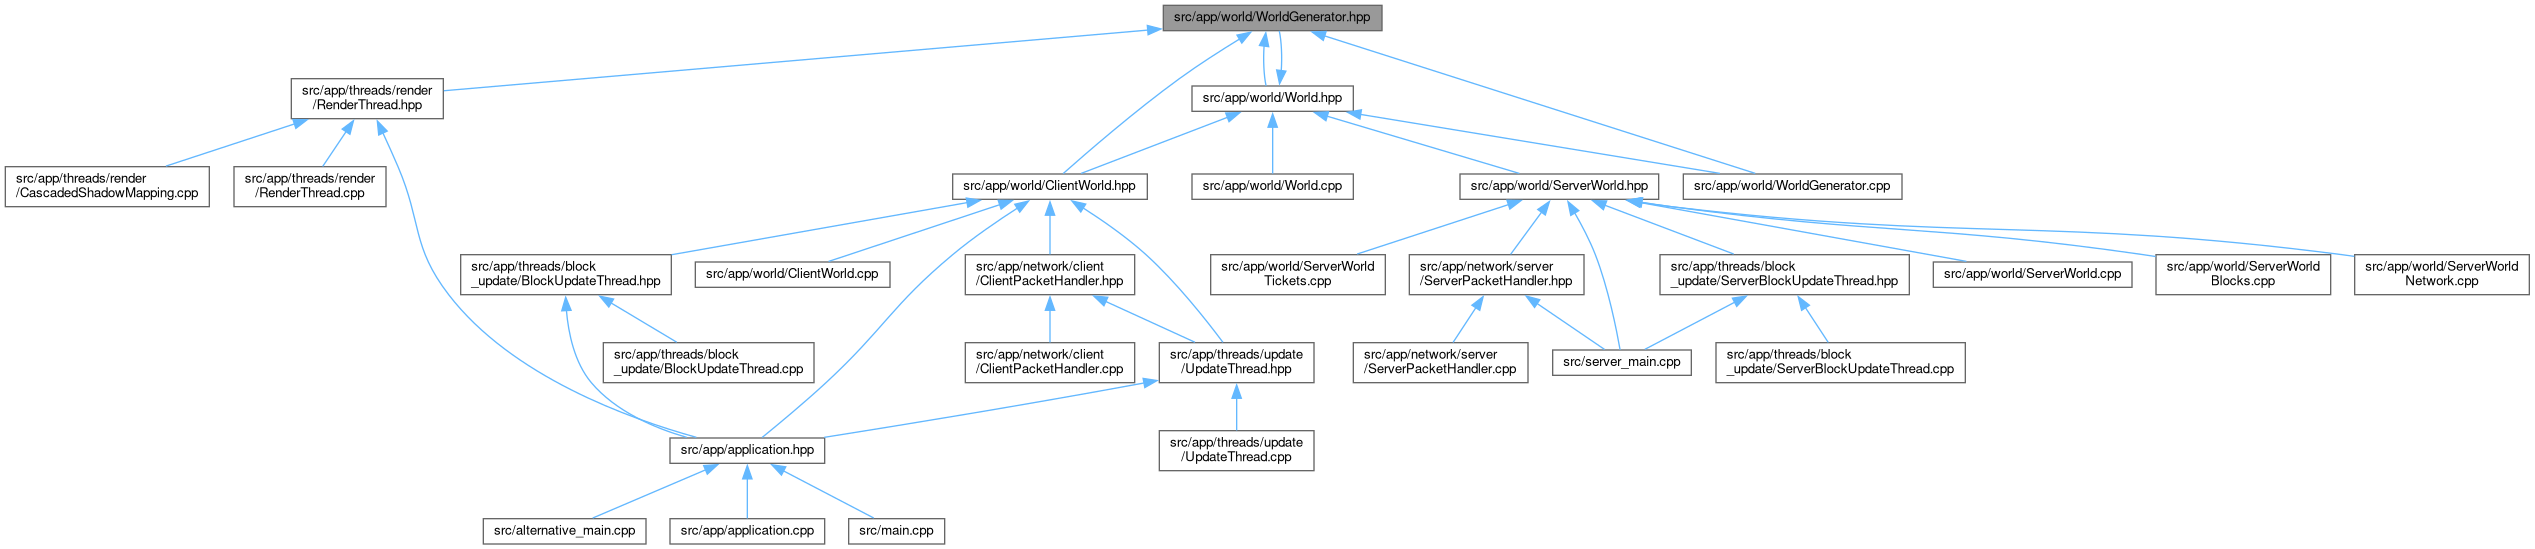 src/app/world/WorldGenerator.hpp
src/app/threads/render
/RenderThread.hpp
src/app/world/World.hpp
src/app/threads/render
/CascadedShadowMapping.cpp
src/app/threads/render
/RenderThread.cpp
src/app/world/ClientWorld.hpp
src/app/world/World.cpp
src/app/world/ServerWorld.hpp
src/app/world/WorldGenerator.cpp
src/app/threads/block
_update/BlockUpdateThread.hpp
src/app/world/ClientWorld.cpp
src/app/network/client
/ClientPacketHandler.hpp
src/app/world/ServerWorld
Tickets.cpp
src/app/network/server
/ServerPacketHandler.hpp
src/app/threads/block
_update/ServerBlockUpdateThread.hpp
src/app/world/ServerWorld.cpp
src/app/world/ServerWorld
Blocks.cpp
src/app/world/ServerWorld
Network.cpp
src/app/threads/block
_update/BlockUpdateThread.cpp
src/app/network/client
/ClientPacketHandler.cpp
src/app/threads/update
/UpdateThread.hpp
src/app/network/server
/ServerPacketHandler.cpp
src/server_main.cpp
src/app/threads/block
_update/ServerBlockUpdateThread.cpp
src/app/application.hpp
src/app/threads/update
/UpdateThread.cpp
src/alternative_main.cpp
src/app/application.cpp
src/main.cpp